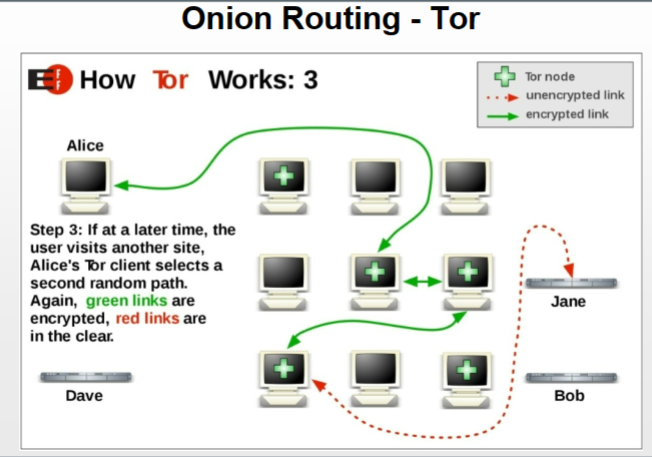 Onion Routing - Tor
EFF How Tor Works: 3
Tor node
unencrypted link
encrypted link
Alice
Step 3: If at a later time, the
user visits another site,
Alice's Tor client selects a
second random path.
Again, green links are
encrypted, red links are
in the clear.
Jane
Dave
Bob